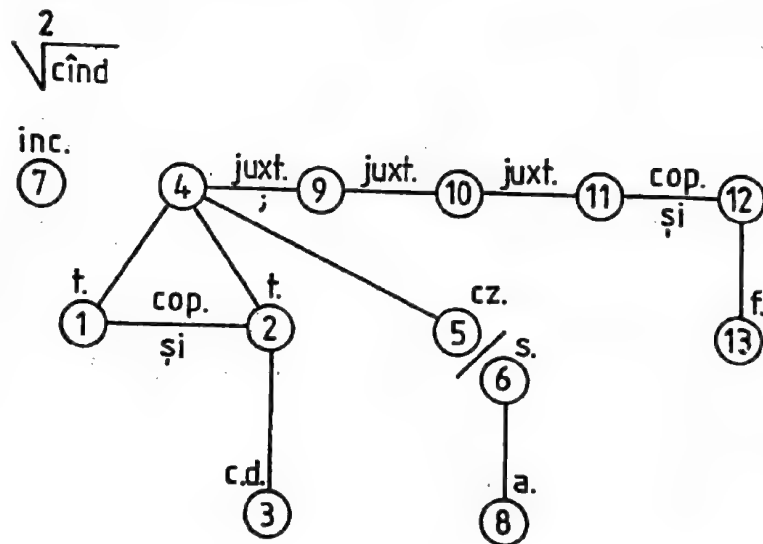 2
√cînd
inc.
7 4 juxt. ; 9 juxt. 10 juxt. 11 cop. și 12
t. 1 cop. și t. 2 cz. 5 s. 6 f. 13
c.d. 3 a. 8